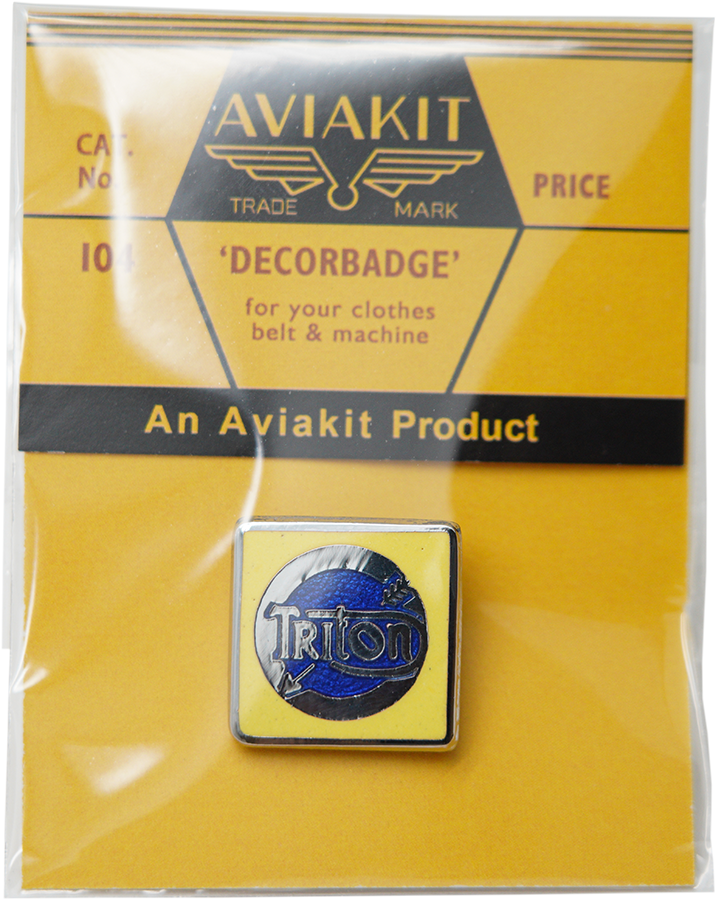 AVIAKIT
TRADE MARK
CAT.
No.
PRICE
104
'DECORBADGE'
for your clothes
belt & machine
An Aviakit Product
TRITON